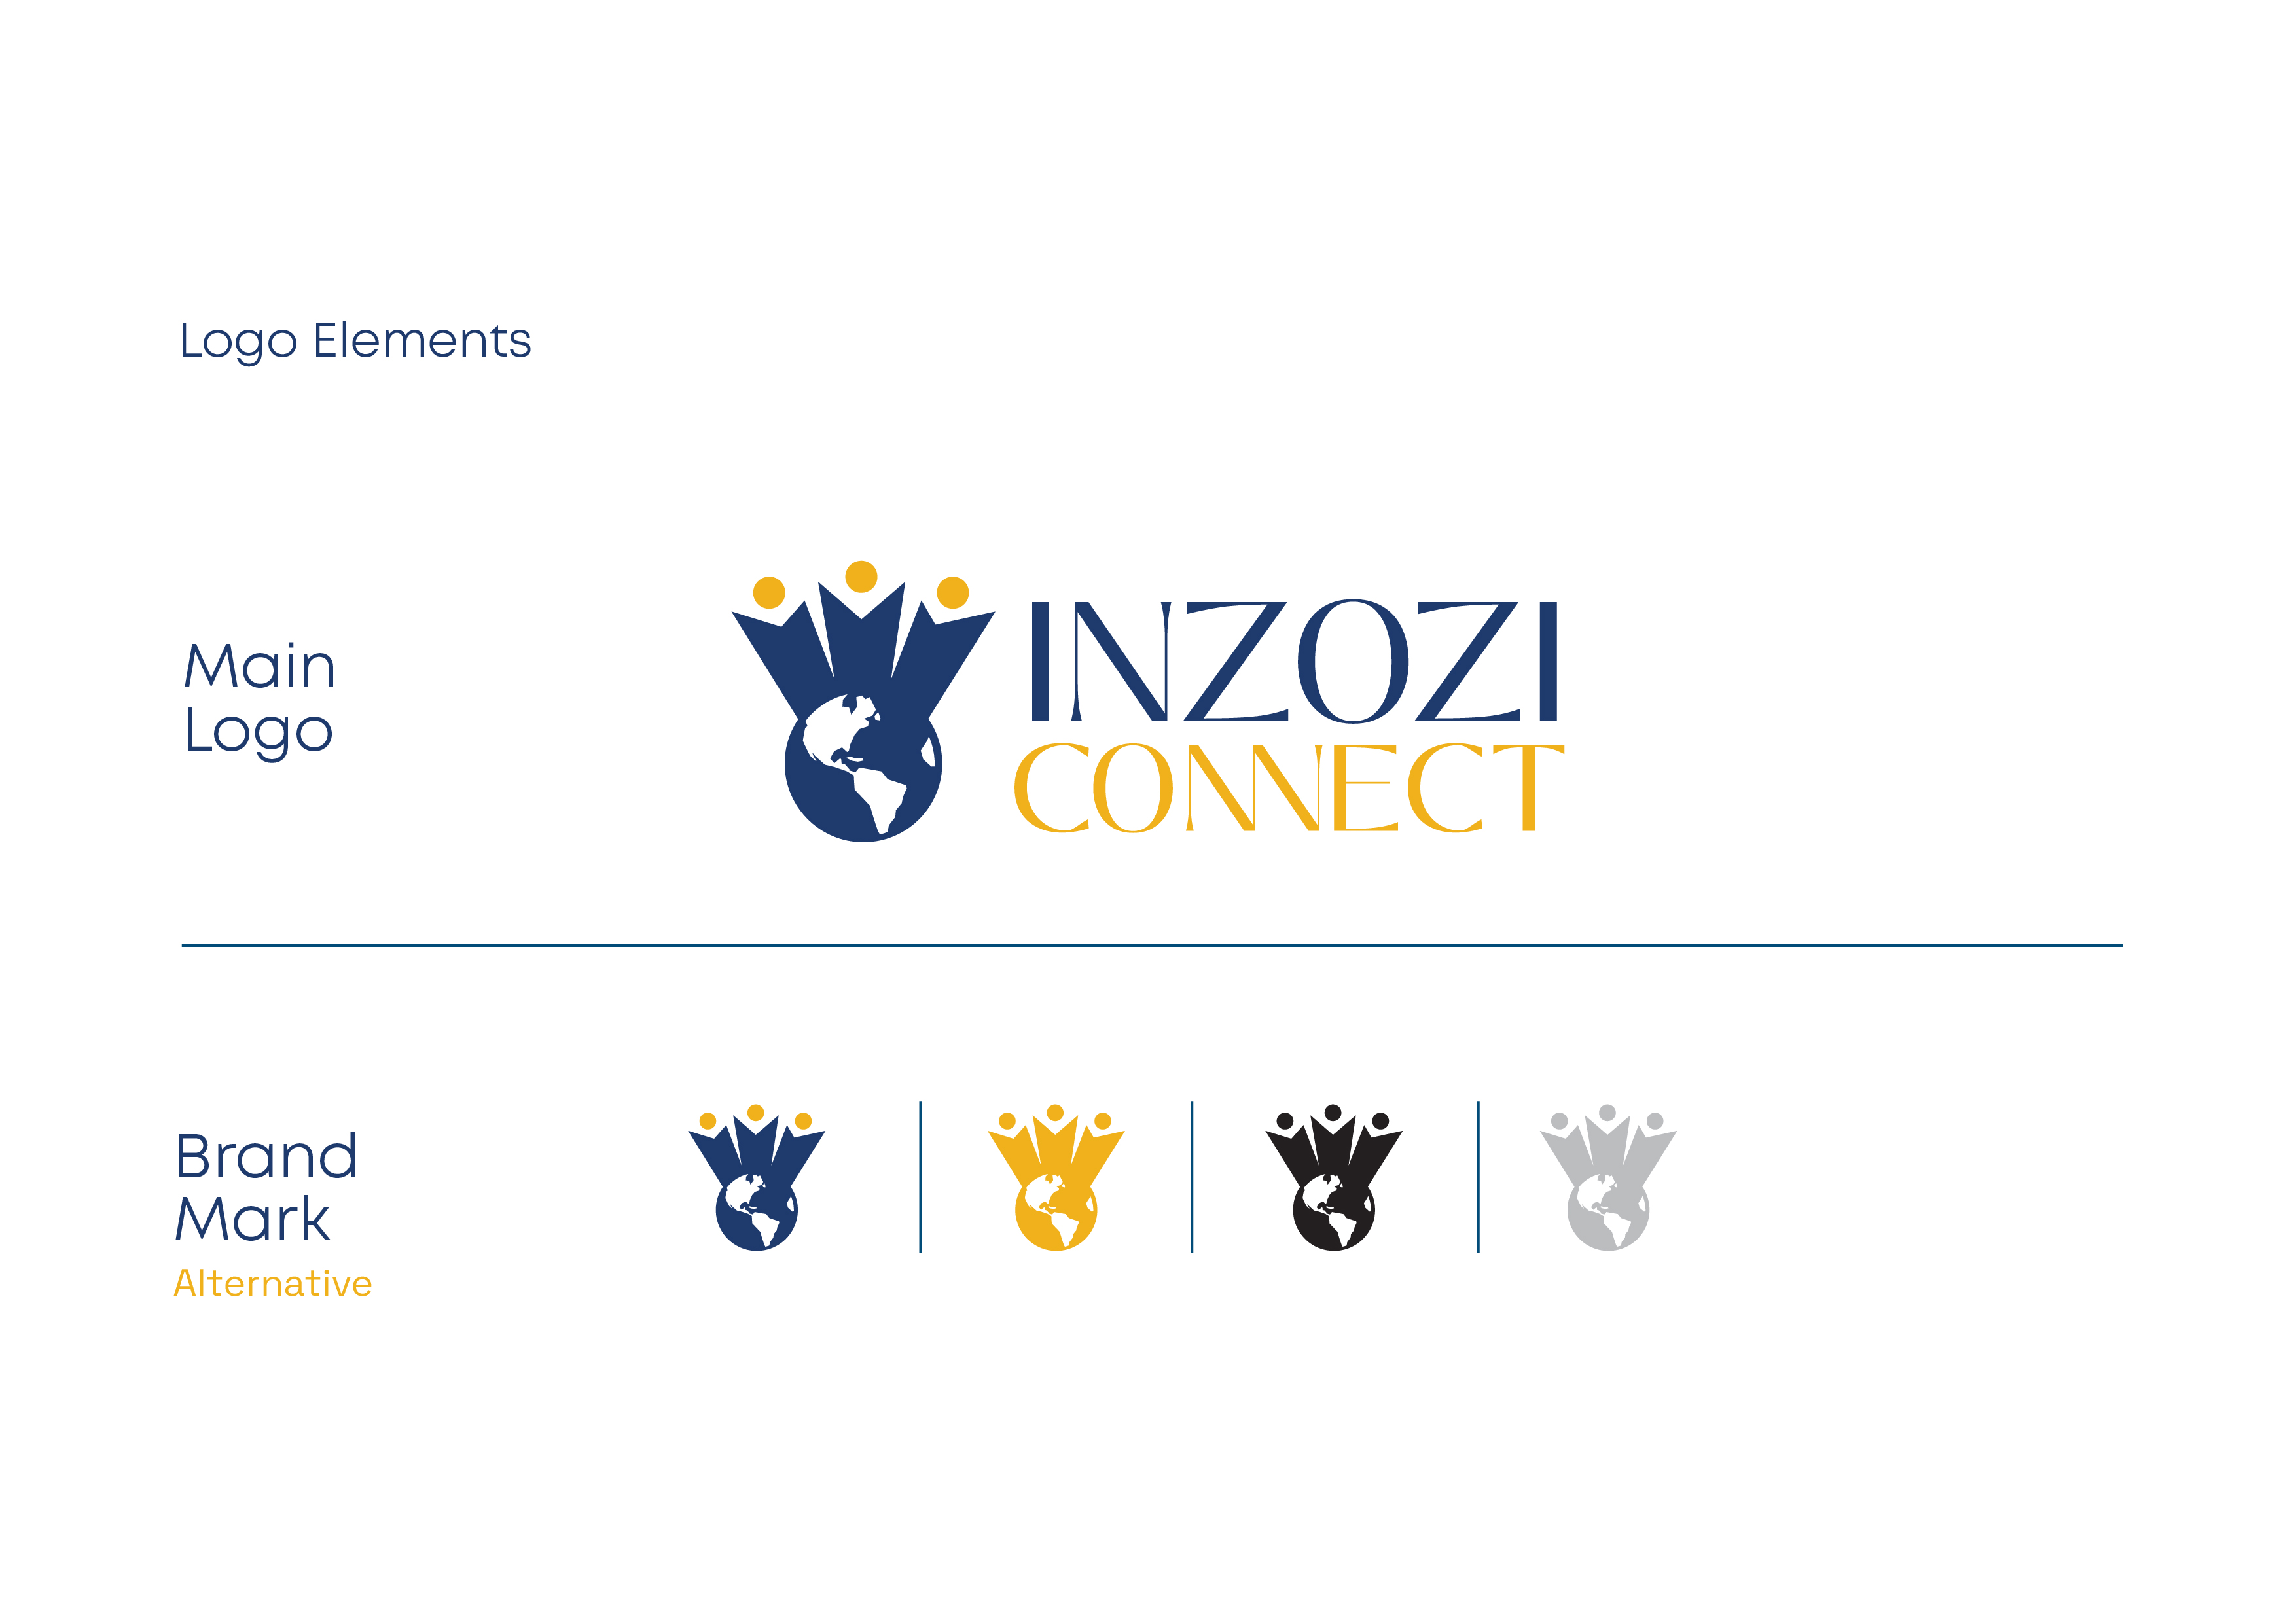 Logo Elements
Main
Logo
INZOZI
CONNECT
Brand
Mark
Alternative